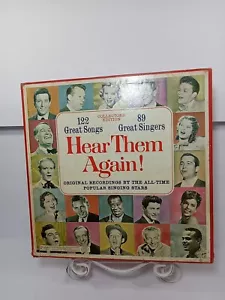 COLLECTORS EDITION
122 89
Great Songs Great Singers
Hear Them
Again!
ORIGINAL RECORDINGS BY THE ALL-TIME
POPULAR SINGING STARS